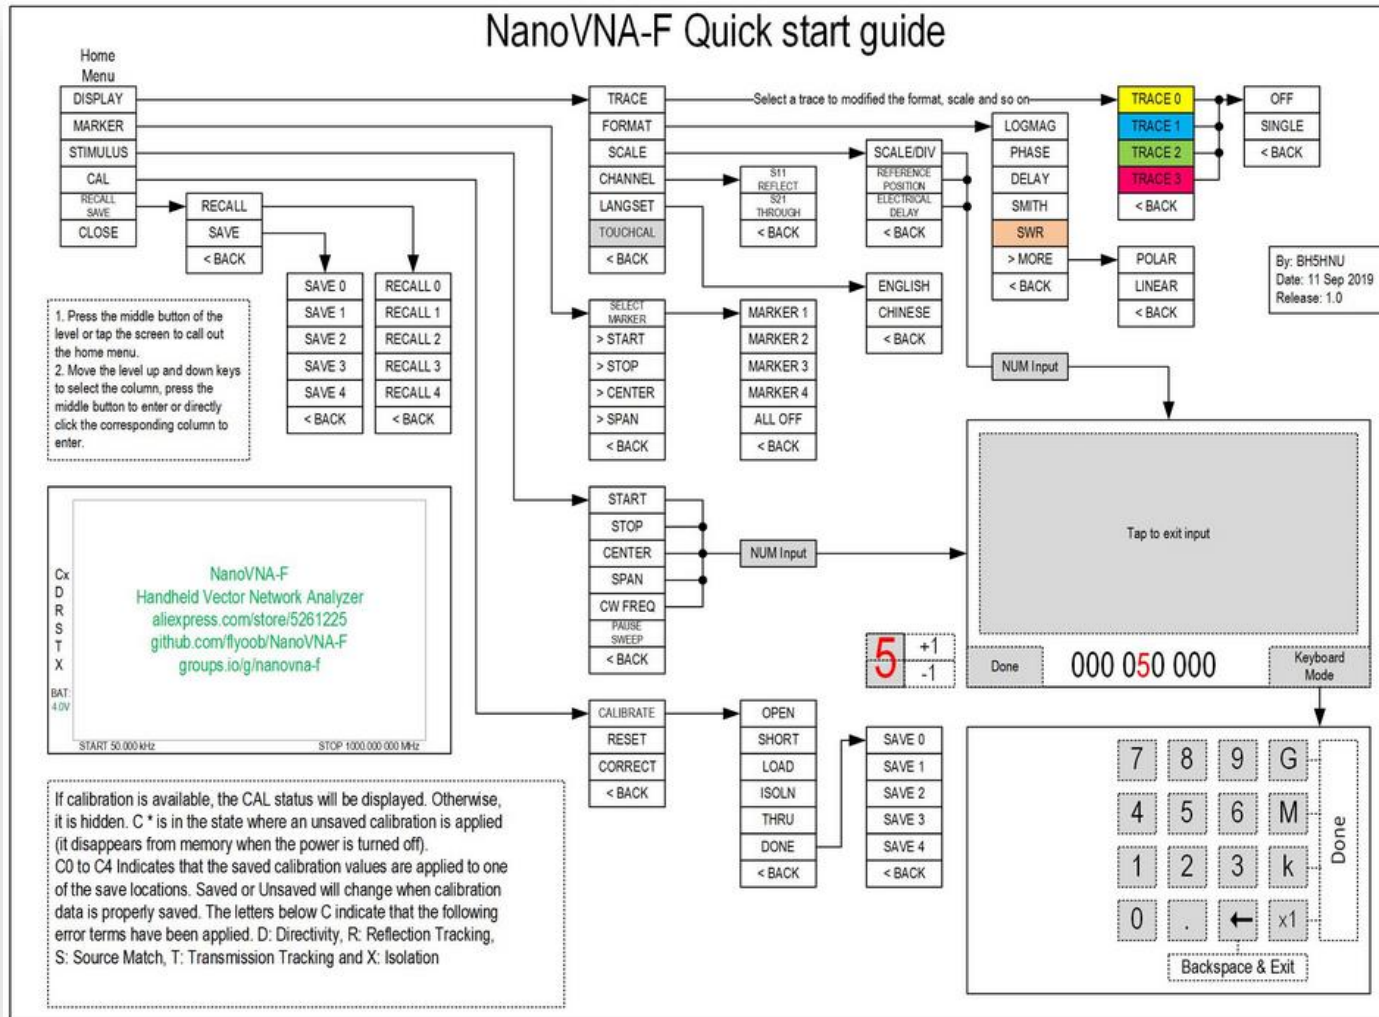 NanoVNA-F Quick start guide
Home
Menu
DISPLAY
MARKER
STIMULUS
CAL
RECALL
SAVE
CLOSE
RECALL
SAVE
< BACK
SAVE 0
SAVE 1
SAVE 2
SAVE 3
SAVE 4
< BACK
RECALL 0
RECALL 1
RECALL 2
RECALL 3
RECALL 4
< BACK
TRACE
FORMAT
SCALE
CHANNEL
LANGSET
TOUCHCAL
< BACK
Select a trace to modified the format, scale and so on
TRACE 0
TRACE 1
TRACE 2
TRACE 3
< BACK
OFF
SINGLE
< BACK
LOGMAG
PHASE
DELAY
SMITH
SWR
> MORE
< BACK
POLAR
LINEAR
< BACK
SCALE/DIV
REFERENCE
POSITION
ELECTRICAL
DELAY
< BACK
S11
REFLECT
S21
THROUGH
< BACK
ENGLISH
CHINESE
< BACK
By: BH5HNU
Date: 11 Sep 2019
Release: 1.0
1. Press the middle button of the
level or tap the screen to call out
the home menu.
2. Move the level up and down keys
to select the column, press the
middle button to enter or directly
click the corresponding column to
enter.
SELECT
MARKER
> START
> STOP
> CENTER
> SPAN
< BACK
MARKER 1
MARKER 2
MARKER 3
MARKER 4
ALL OFF
< BACK
NUM Input
START
STOP
CENTER
SPAN
CW FREQ
PAUSE
SWEEP
< BACK
NUM Input
Tap to exit input
5
+1
-1
Done
000 050 000
Keyboard
Mode
Cx
D
R
S
T
X
BAT:
4.0V
NanoVNA-F
Handheld Vector Network Analyzer
aliexpress.com/store/5261225
github.com/flyoob/NanoVNA-F
groups.io/g/nanovna-f
START 50.000 kHz
STOP 1000.000 000 MHz
CALIBRATE
RESET
CORRECT
< BACK
OPEN
SHORT
LOAD
ISOLN
THRU
DONE
< BACK
SAVE 0
SAVE 1
SAVE 2
SAVE 3
SAVE 4
< BACK
7 8 9 G
4 5 6 M
1 2 3 k
0 . ← x1
Done
Backspace & Exit
If calibration is available, the CAL status will be displayed. Otherwise,
it is hidden. C * is in the state where an unsaved calibration is applied
(it disappears from memory when the power is turned off).
C0 to C4 Indicates that the saved calibration values are applied to one
of the save locations. Saved or Unsaved will change when calibration
data is properly saved. The letters below C indicate that the following
error terms have been applied. D: Directivity, R: Reflection Tracking,
S: Source Match, T: Transmission Tracking and X: Isolation